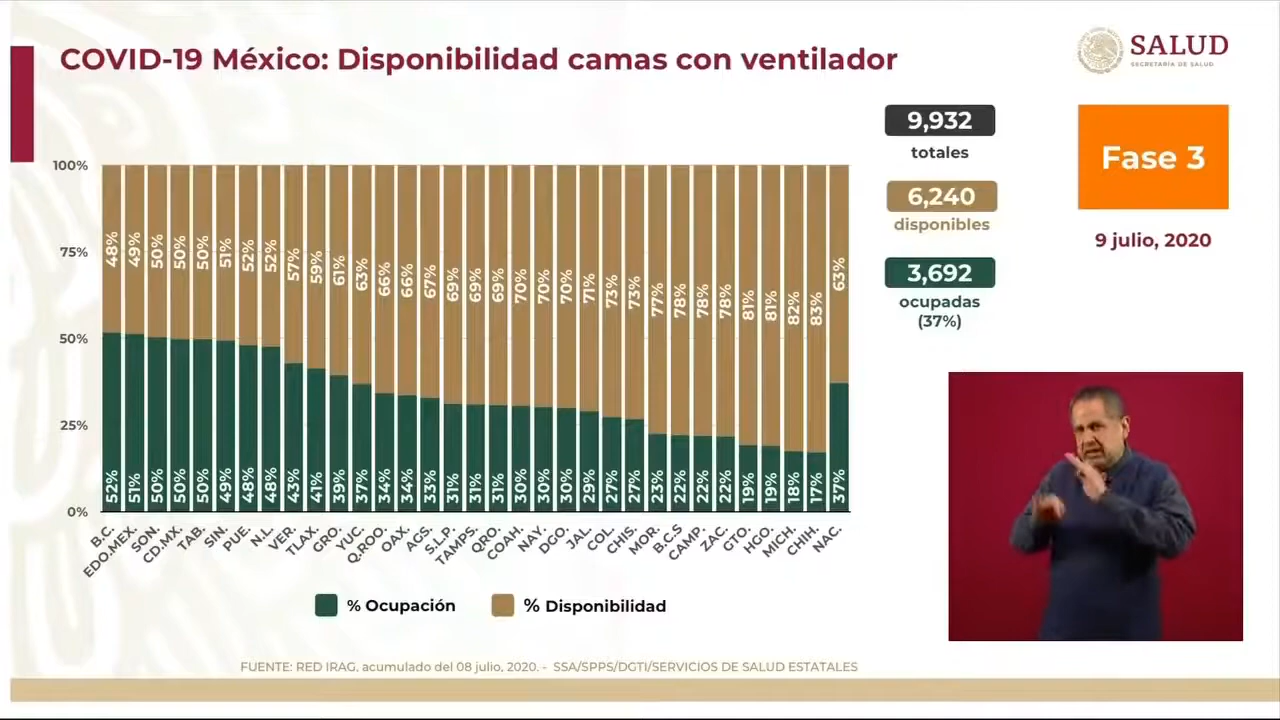 COVID-19 México: Disponibilidad camas con ventilador
SALUD
SECRETARÍA DE SALUD
9,932
totales
6,240
disponibles
3,692
ocupadas
(37%)
Fase 3
9 julio, 2020
100%
75%
50%
25%
0%
48% 49% 50% 50% 50% 51% 52% 52% 57% 59% 61% 63% 66% 66% 67% 69% 69% 69% 70% 70% 70% 71% 73% 73% 77% 78% 78% 78% 81% 81% 82% 83% 63%
52% 51% 50% 50% 50% 49% 48% 48% 43% 41% 39% 37% 34% 34% 33% 31% 31% 31% 30% 30% 30% 29% 27% 27% 23% 22% 22% 22% 19% 19% 18% 17% 37%
B.C. EDO.MEX. SON. CD.MX. TAB. SIN. PUE. N.L. VER. TLAX. GRO. YUC. Q.ROO. OAX. AGS. S.L.P. TAMPS. QRO. COAH. NAY. DGO. JAL. COL. CHIS. MOR. B.C.S CAMP. ZAC. GTO. HGO. MICH. CHIH. NAC.
% Ocupación % Disponibilidad
FUENTE: RED IRAG, acumulado del 08 julio, 2020. - SSA/SPPS/DGTI/SERVICIOS DE SALUD ESTATALES